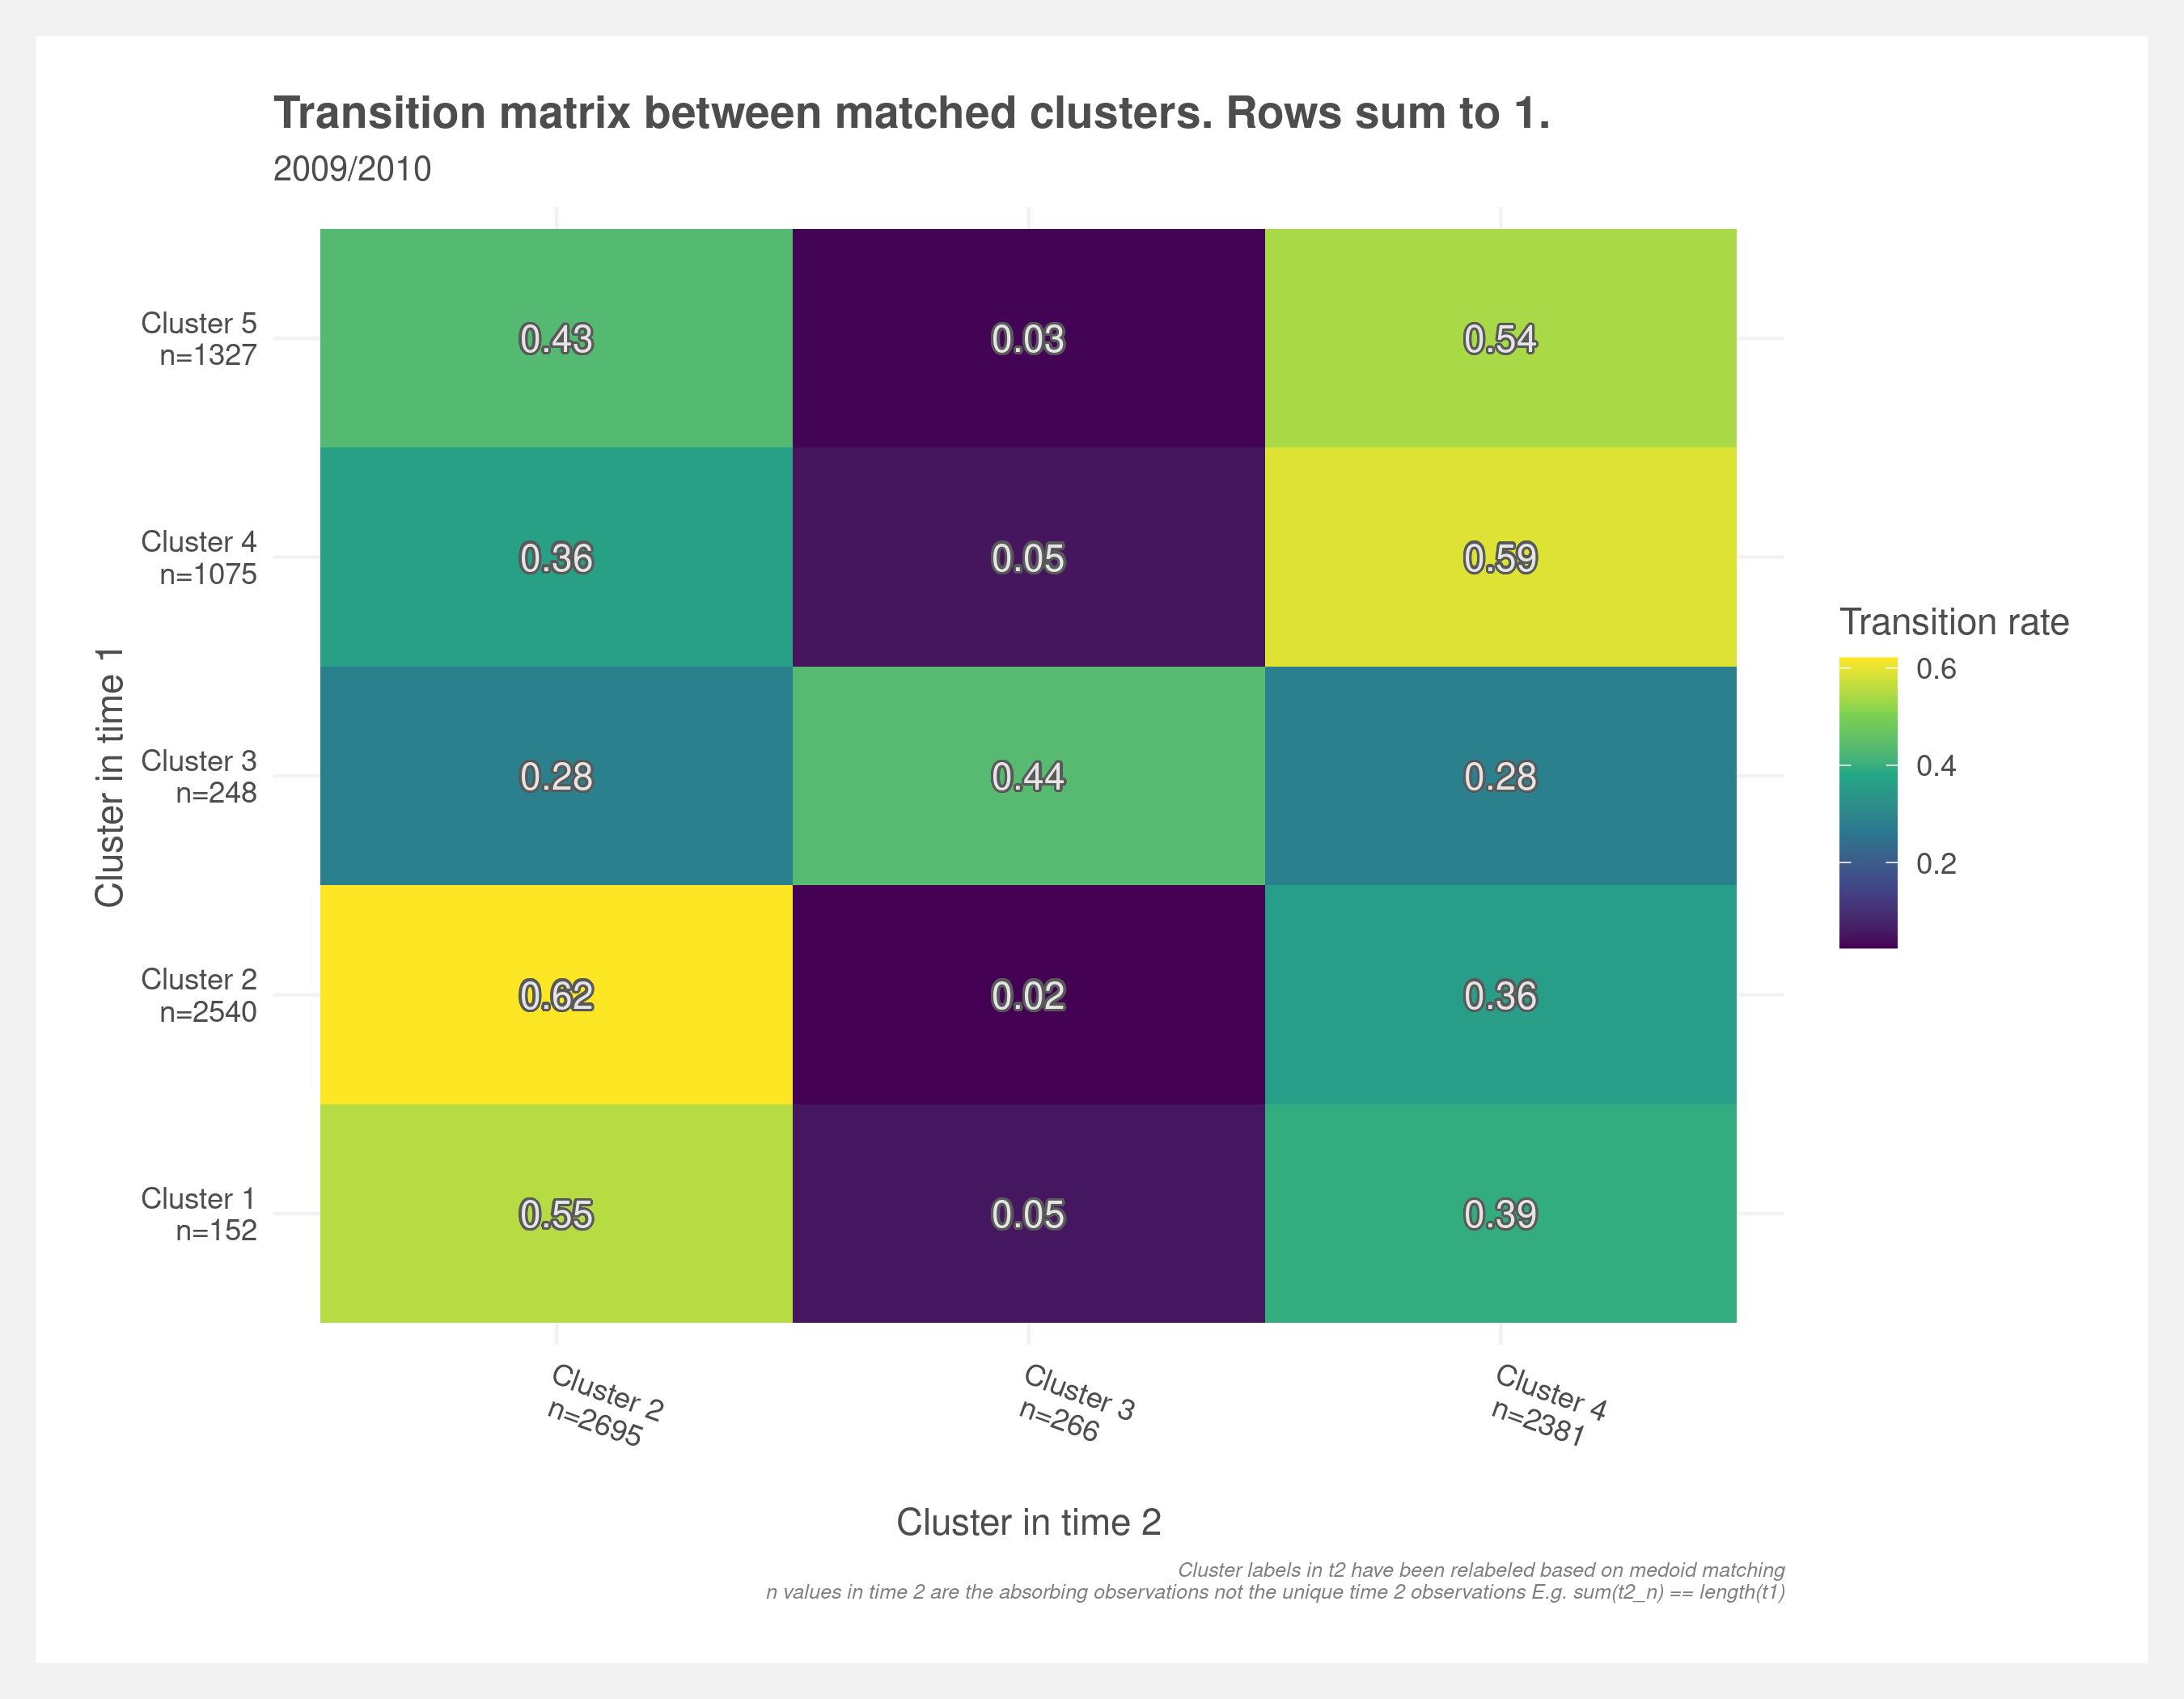 Transition matrix between matched clusters. Rows sum to 1.
2009/2010
Cluster in time 1
Cluster 5
n=1327
0.43 0.03 0.54
Cluster 4
n=1075
0.36 0.05 0.59
Cluster 3
n=248
0.28 0.44 0.28
Cluster 2
n=2540
0.62 0.02 0.36
Cluster 1
n=152
0.55 0.05 0.39
Cluster 2
n=2695
Cluster 3
n=266
Cluster 4
n=2381
Cluster in time 2
Transition rate
0.6
0.4
0.2
Cluster labels in t2 have been relabeled based on medoid matching
n values in time 2 are the absorbing observations not the unique time 2 observations E.g. sum(t2_n) == length(t1)